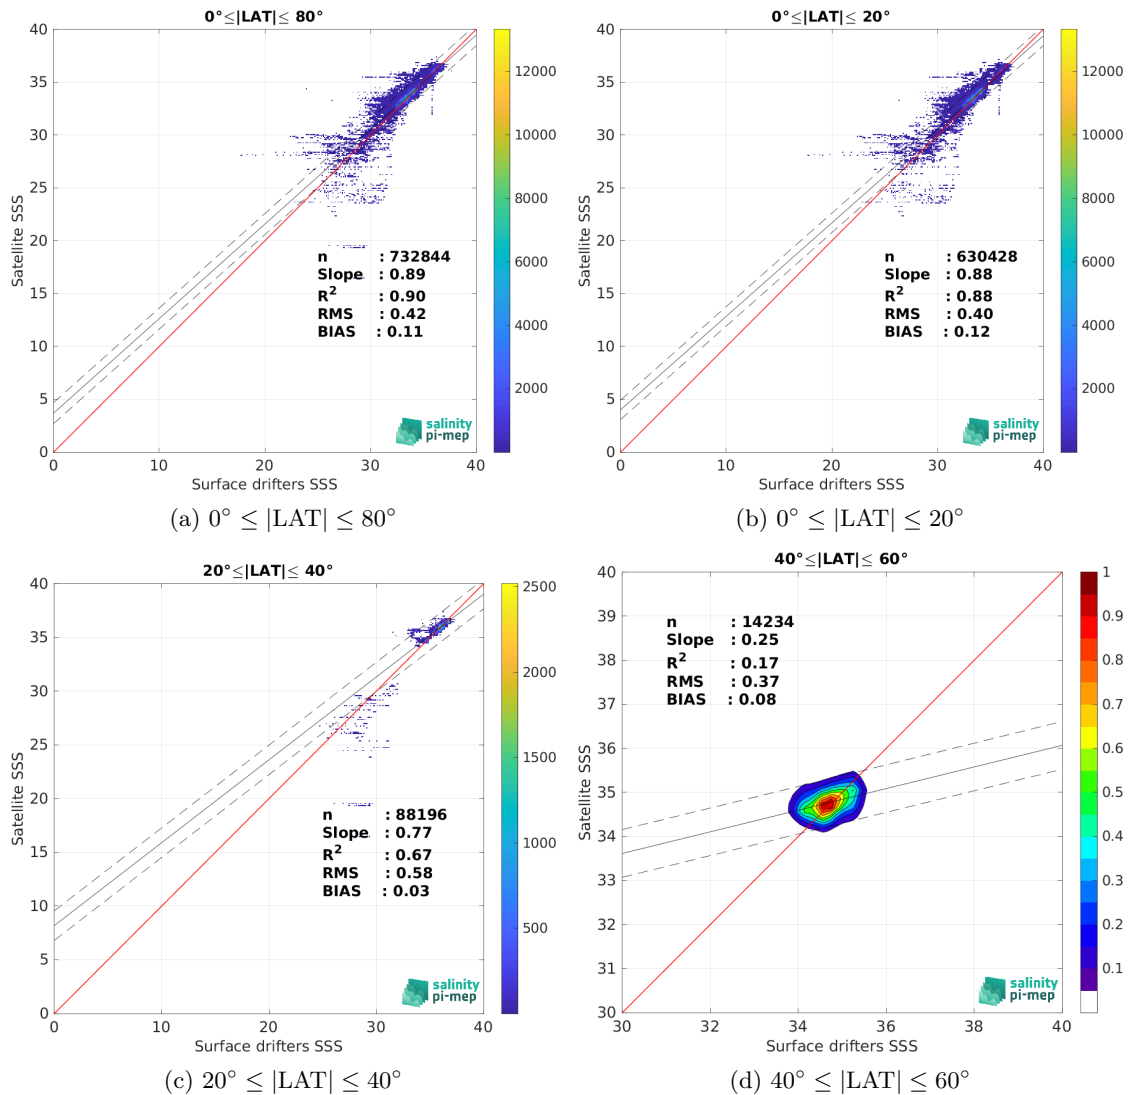 0°≤|LAT|≤ 80°
40
35
30
25
20
15
10
5
0
Satellite SSS
n : 732844
Slope : 0.89
R² : 0.90
RMS : 0.42
BIAS : 0.11
salinity
pi-mep
0 10 20 30 40
Surface drifters SSS
12000
10000
8000
6000
4000
2000
(a) 0° ≤ |LAT| ≤ 80°
0°≤|LAT|≤ 20°
40
35
30
25
20
15
10
5
0
Satellite SSS
n : 630428
Slope : 0.88
R² : 0.88
RMS : 0.40
BIAS : 0.12
salinity
pi-mep
0 10 20 30 40
Surface drifters SSS
12000
10000
8000
6000
4000
2000
(b) 0° ≤ |LAT| ≤ 20°
20°≤|LAT|≤ 40°
40
35
30
25
20
15
10
5
0
Satellite SSS
n : 88196
Slope : 0.77
R² : 0.67
RMS : 0.58
BIAS : 0.03
salinity
pi-mep
0 10 20 30 40
Surface drifters SSS
2500
2000
1500
1000
500
(c) 20° ≤ |LAT| ≤ 40°
40°≤|LAT|≤ 60°
40
39
38
37
36
35
34
33
32
31
30
Satellite SSS
n : 14234
Slope : 0.25
R² : 0.17
RMS : 0.37
BIAS : 0.08
salinity
pi-mep
30 32 34 36 38 40
Surface drifters SSS
1
0.9
0.8
0.7
0.6
0.5
0.4
0.3
0.2
0.1
(d) 40° ≤ |LAT| ≤ 60°